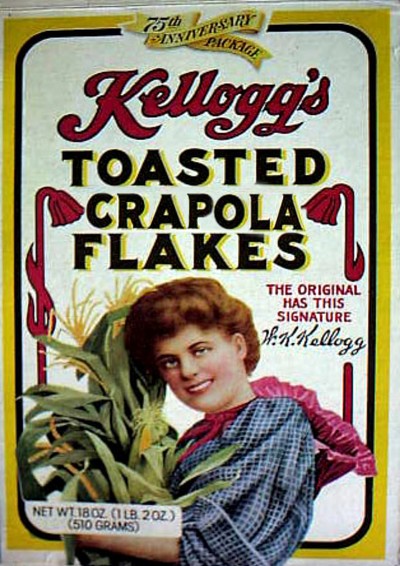 75th
ANNIVERSARY
PACKAGE
Kellogg's
TOASTED
CRAPOLA
FLAKES
THE ORIGINAL
HAS THIS
SIGNATURE
W.K.Kellogg
NET WT. 18 OZ. (1 LB. 2 OZ.)
(510 GRAMS)